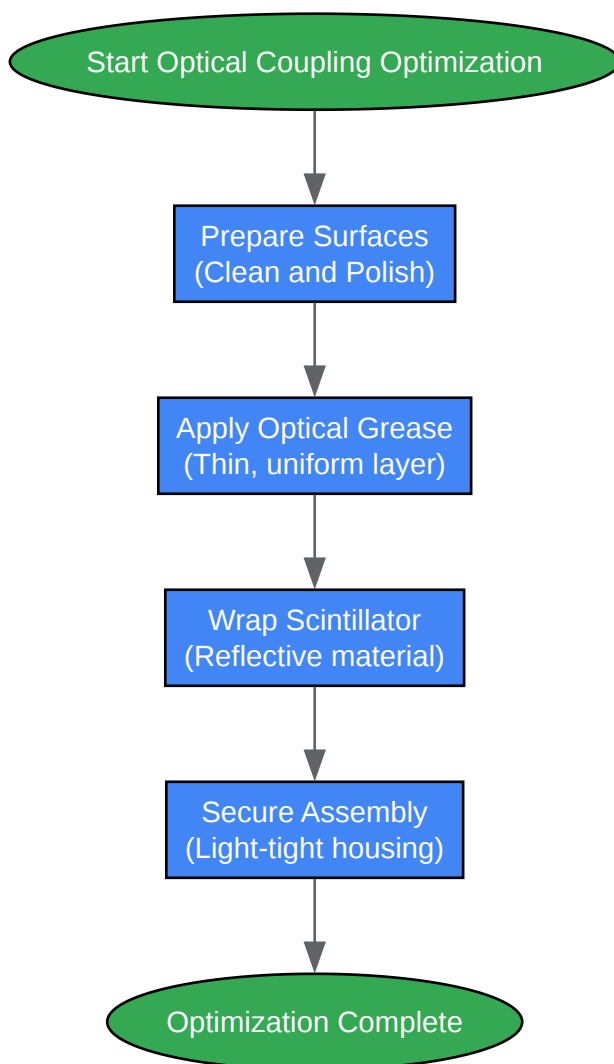 Start Optical Coupling Optimization
Prepare Surfaces
(Clean and Polish)
Apply Optical Grease
(Thin, uniform layer)
Wrap Scintillator
(Reflective material)
Secure Assembly
(Light-tight housing)
Optimization Complete